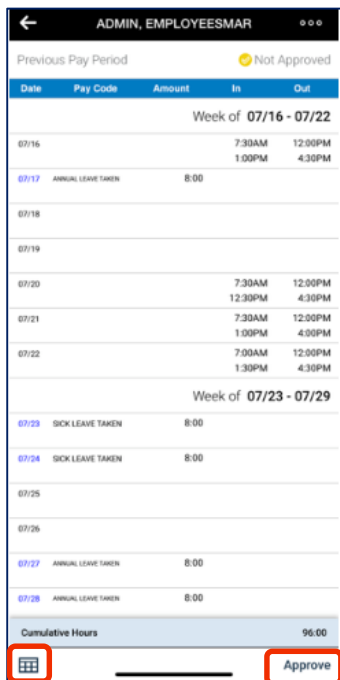 ADMIN, EMPLOYEESMAR
Previous Pay Period Not Approved
Date Pay Code Amount In Out
Week of 07/16 - 07/22
07/16 7:30AM 12:00PM
1:00PM 4:30PM
07/17 ANNUAL LEAVE TAKEN 8:00
07/18
07/19
07/20 7:30AM 12:00PM
12:30PM 4:30PM
07/21 7:30AM 12:00PM
1:00PM 4:00PM
07/22 7:00AM 12:00PM
1:30PM 4:30PM
Week of 07/23 - 07/29
07/23 SICK LEAVE TAKEN 8:00
07/24 SICK LEAVE TAKEN 8:00
07/25
07/26
07/27 ANNUAL LEAVE TAKEN 8:00
07/28 ANNUAL LEAVE TAKEN 8:00
Cumulative Hours 96:00
Approve